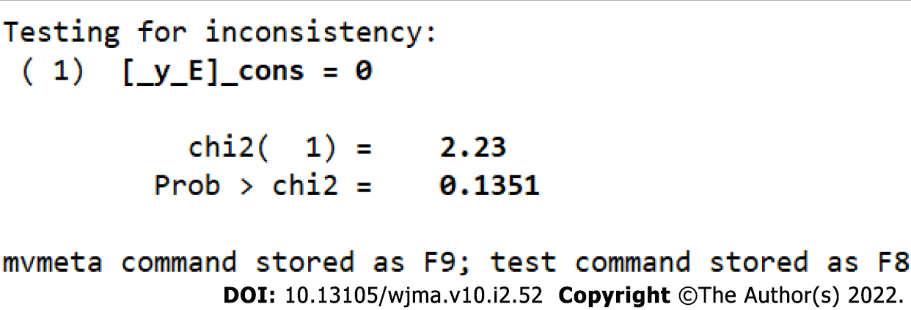 Testing for inconsistency:
( 1) [_y_E]_cons = 0
chi2( 1) = 2.23
Prob > chi2 = 0.1351
mvmeta command stored as F9; test command stored as F8
DOI: 10.13105/wjma.v10.i2.52 Copyright ©The Author(s) 2022.